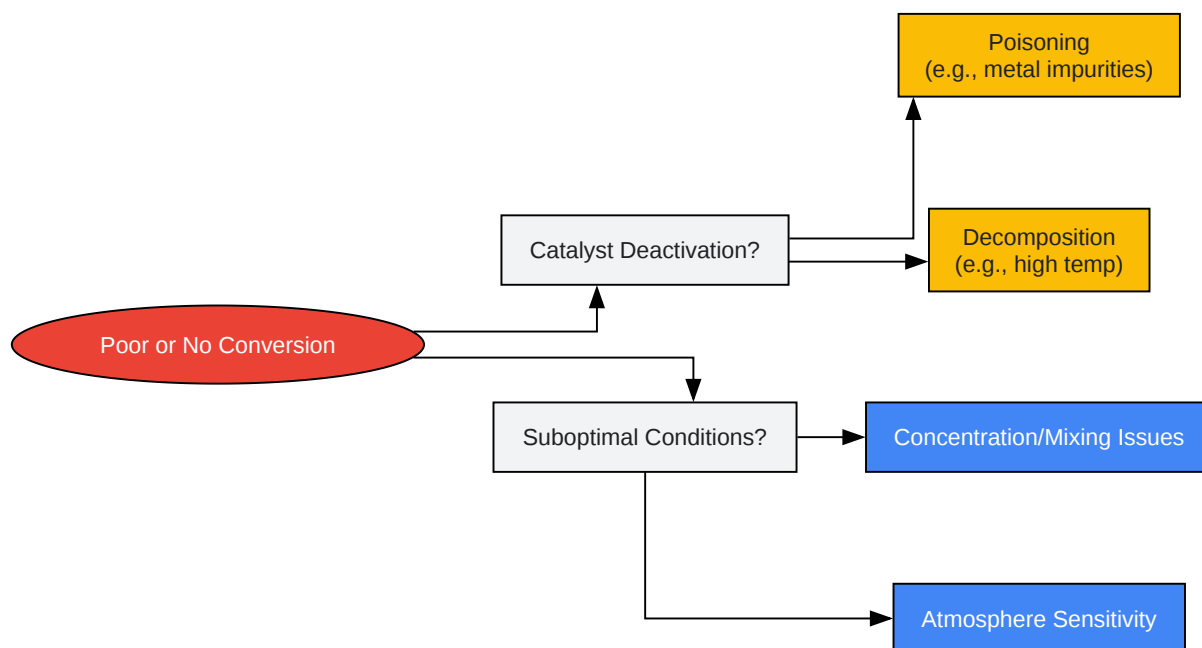 Poisoning
(e.g., metal impurities)
Catalyst Deactivation?
Decomposition
(e.g., high temp)
Poor or No Conversion
Suboptimal Conditions?
Concentration/Mixing Issues
Atmosphere Sensitivity